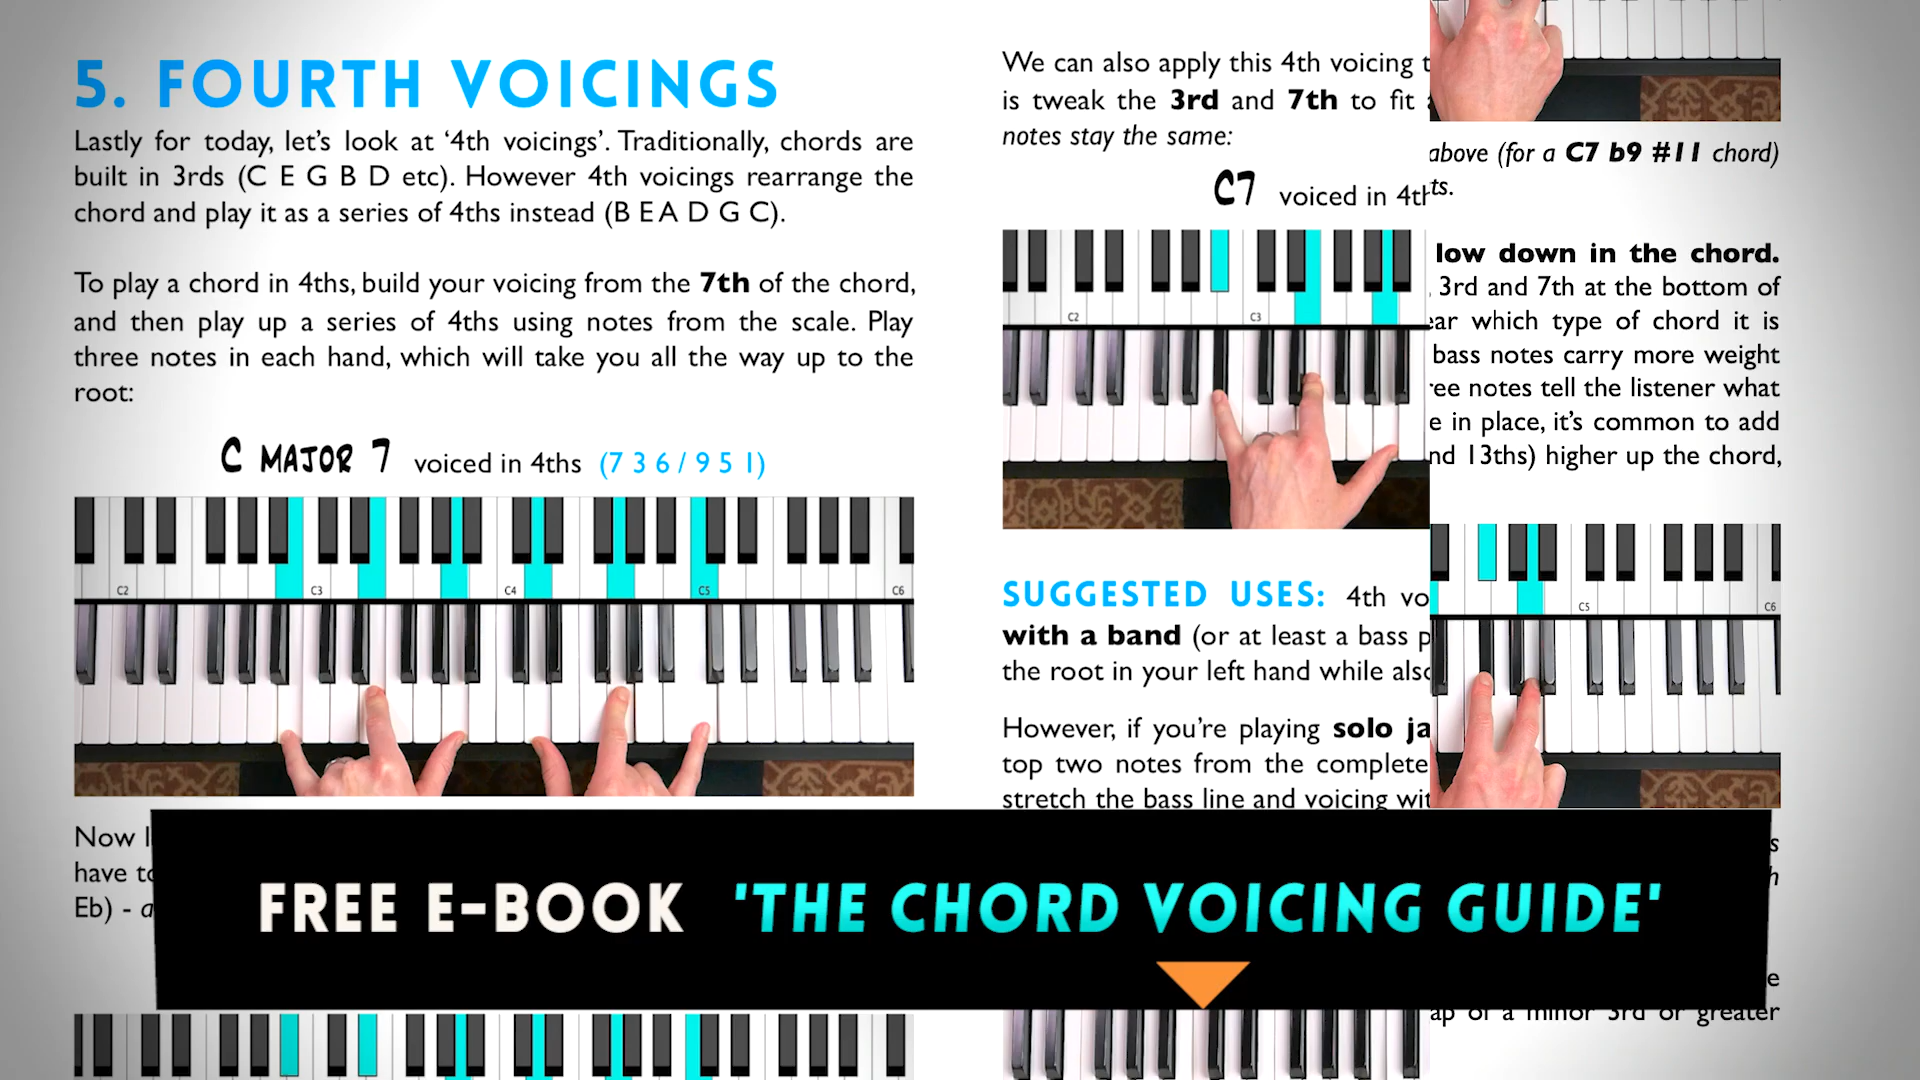 5. FOURTH VOICINGS
Lastly for today, let's look at '4th voicings'. Traditionally, chords are
built in 3rds (C E G B D etc). However 4th voicings rearrange the
chord and play it as a series of 4ths instead (B E A D G C).
To play a chord in 4ths, build your voicing from the 7th of the chord,
and then play up a series of 4ths using notes from the scale. Play
three notes in each hand, which will take you all the way up to the
root:
C MAJOR 7 voiced in 4ths (7 3 6 / 9 5 1)
C2 C3 C4 C5 C6
Now
have
Eb) -
We can also apply this 4th voicing
is tweak the 3rd and 7th to fit
notes stay the same:
C7 voiced in
C2 C3
SUGGESTED USES: 4th
with a band (or at least a bass
the root in your left hand while
However, if you're playing solo
top two notes from the complete
stretch the bass line and voicing
above (for a C7 b9 #11 chord)
low down in the chord.
3rd and 7th at the bottom of
which type of chord it is
bass notes carry more weight
notes tell the listener what
in place, it's common to add
13ths) higher up the chord,
C5 C6
of a minor 3rd or greater
FREE E-BOOK 'THE CHORD VOICING GUIDE'